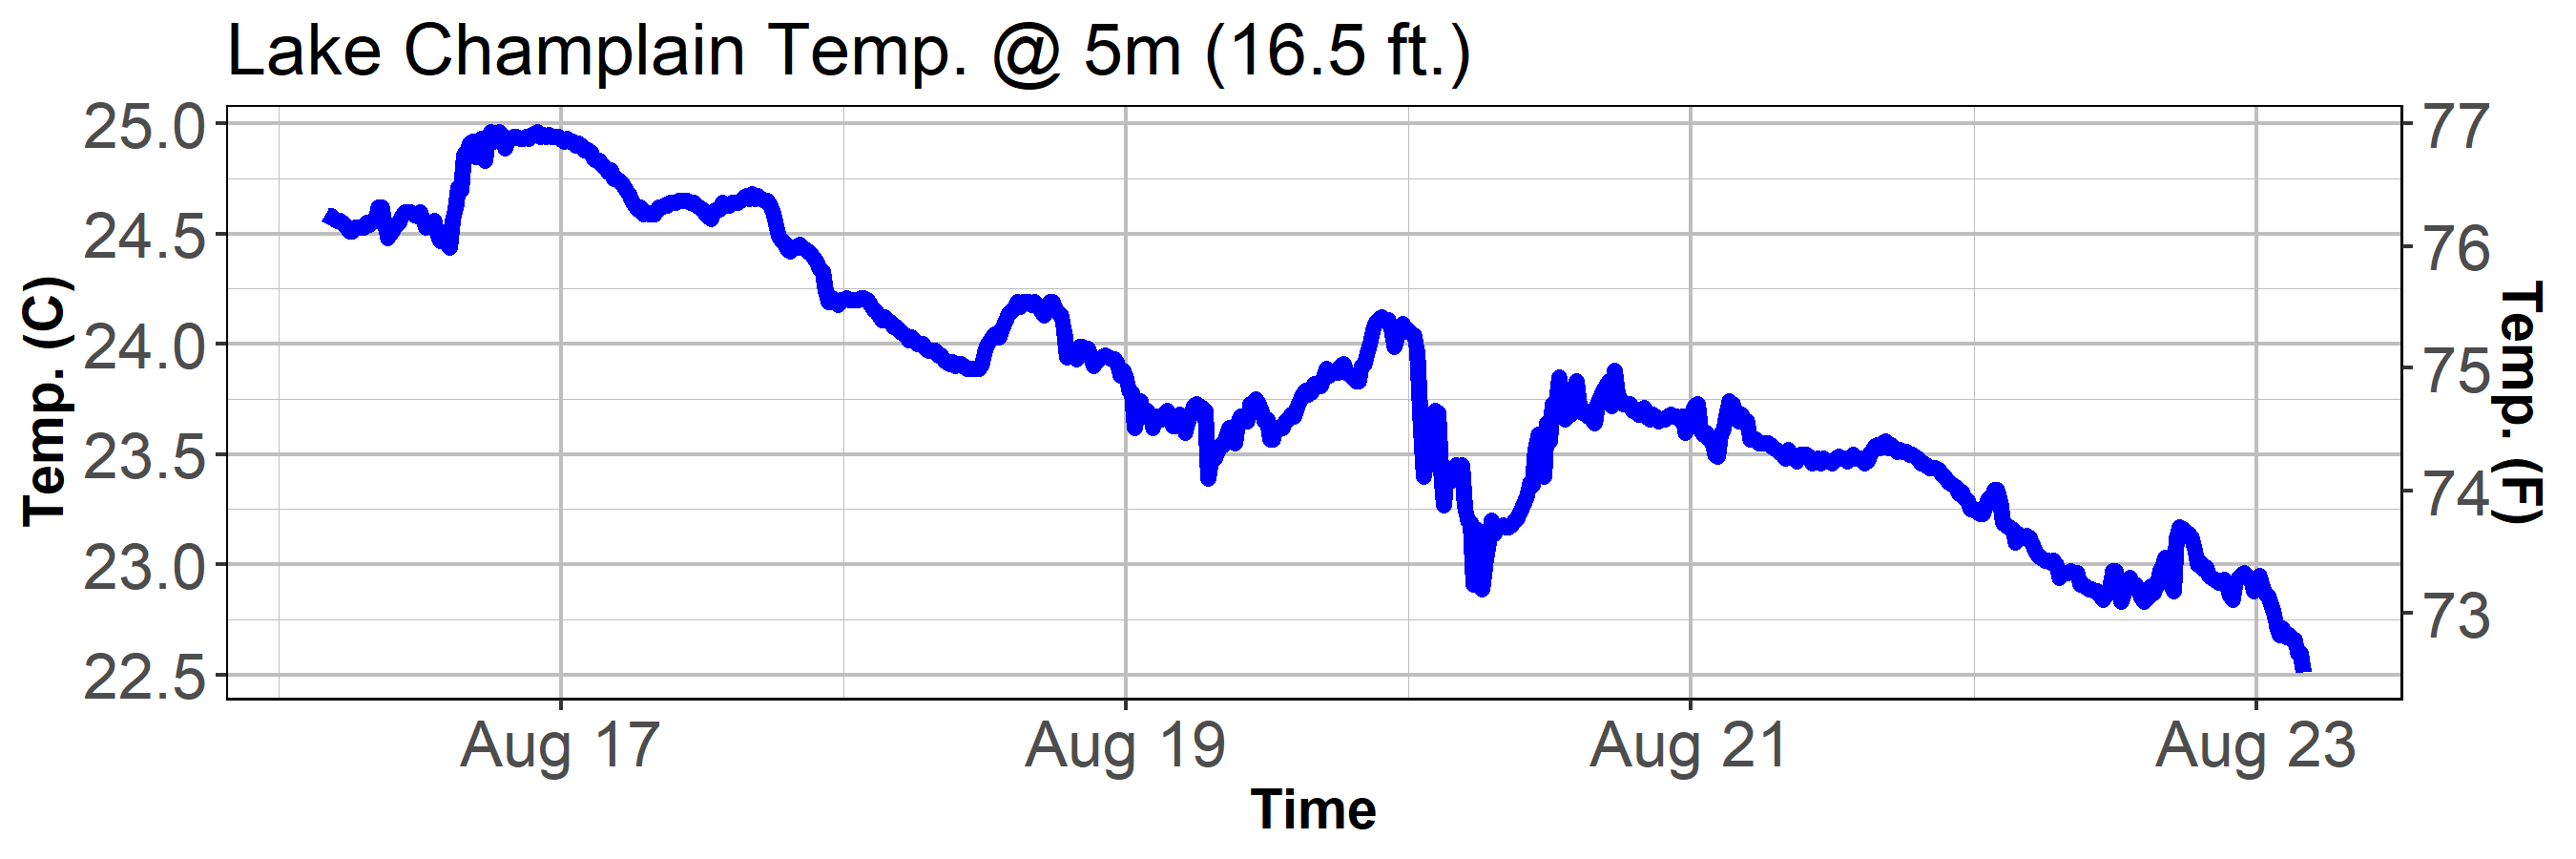 Lake Champlain Temp. @ 5m (16.5 ft.)
25.0
24.5
24.0
23.5
23.0
22.5
Temp. (C)
77
76
75
74
73
Temp. (F)
Aug 17 Aug 19 Aug 21 Aug 23
Time